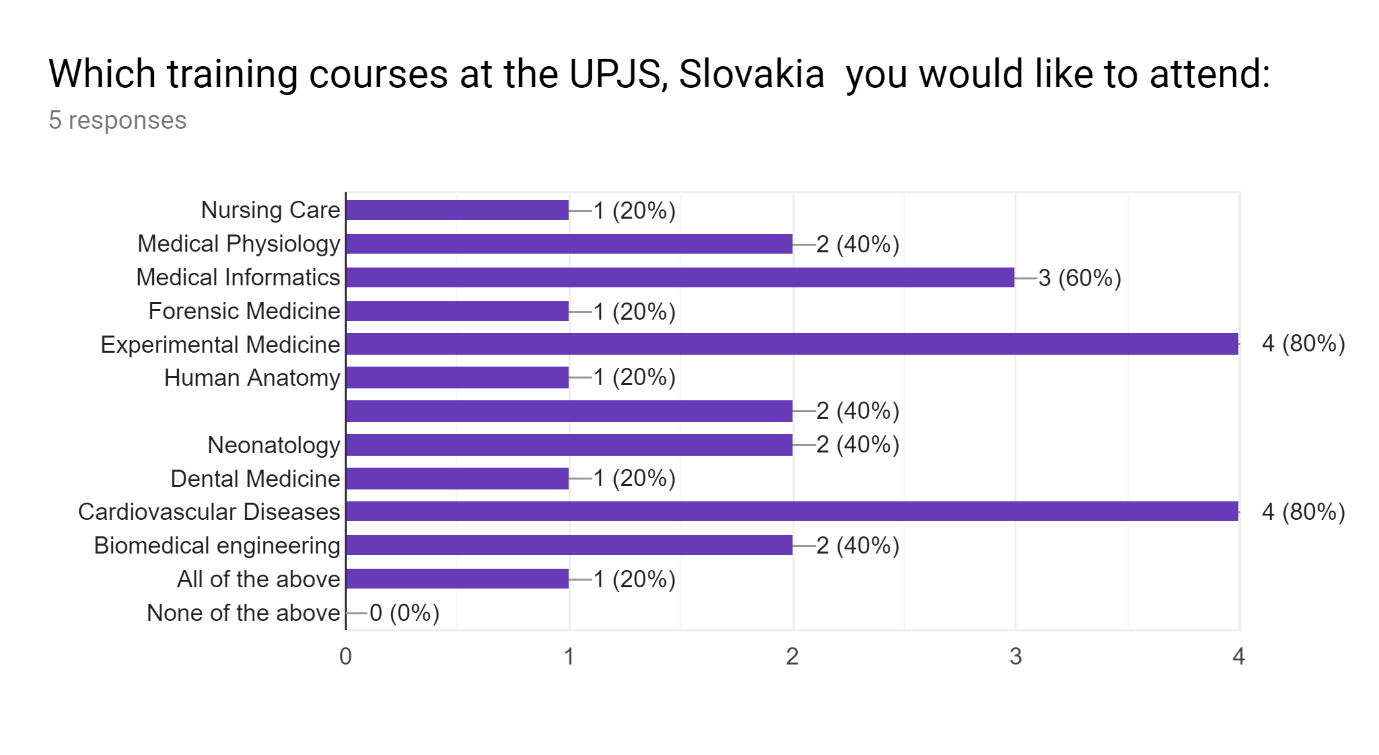 Which training courses at the UPJS, Slovakia  you would like to attend:
5 responses
Nursing Care 1 (20%)
Medical Physiology 2 (40%)
Medical Informatics 3 (60%)
Forensic Medicine 1 (20%)
Experimental Medicine 4 (80%)
Human Anatomy 1 (20%)
2 (40%)
Neonatology 2 (40%)
Dental Medicine 1 (20%)
Cardiovascular Diseases 4 (80%)
Biomedical engineering 2 (40%)
All of the above 1 (20%)
None of the above 0 (0%)
0 1 2 3 4